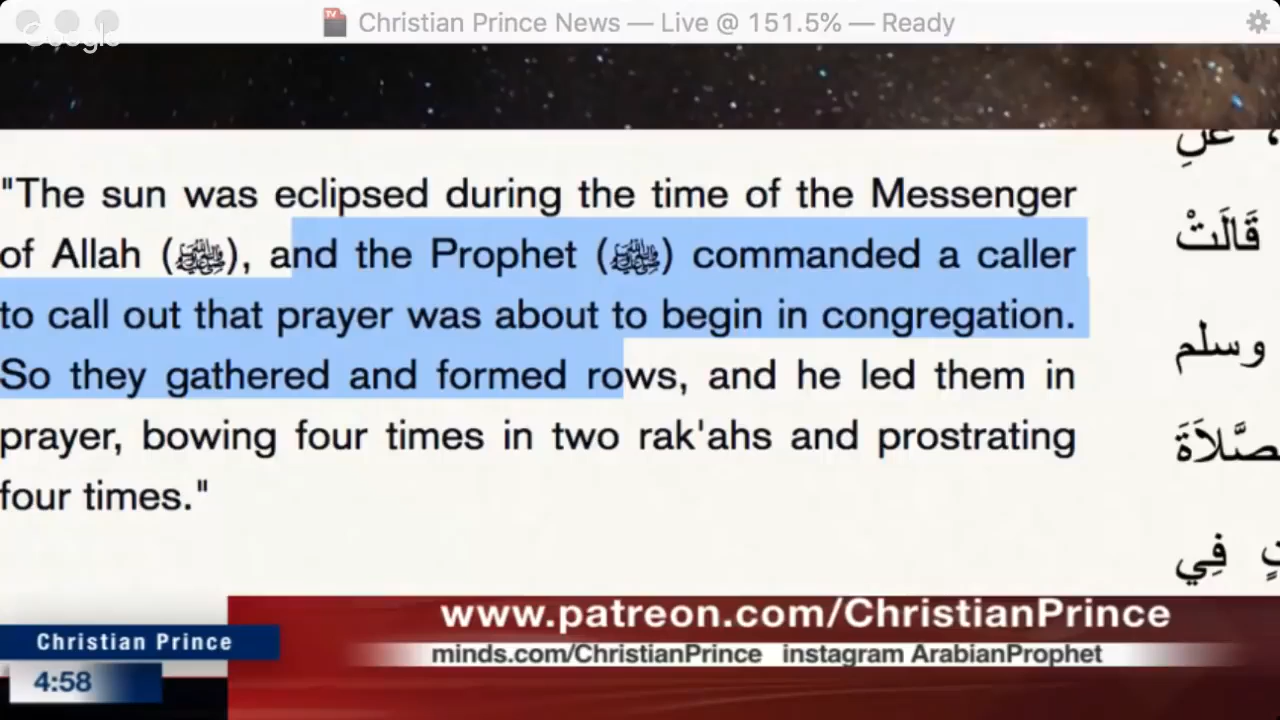 Christian Prince News — Live @ 151.5% — Ready
Google
"The sun was eclipsed during the time of the Messenger
of Allah (ﷺ), and the Prophet (ﷺ) commanded a caller
to call out that prayer was about to begin in congregation.
So they gathered and formed rows, and he led them in
prayer, bowing four times in two rak'ahs and prostrating
four times."
عَنِ
قَالَتْ
وسلم
فِي
www.patreon.com/ChristianPrince
minds.com/ChristianPrince instagram ArabianProphet
Christian Prince
4:58